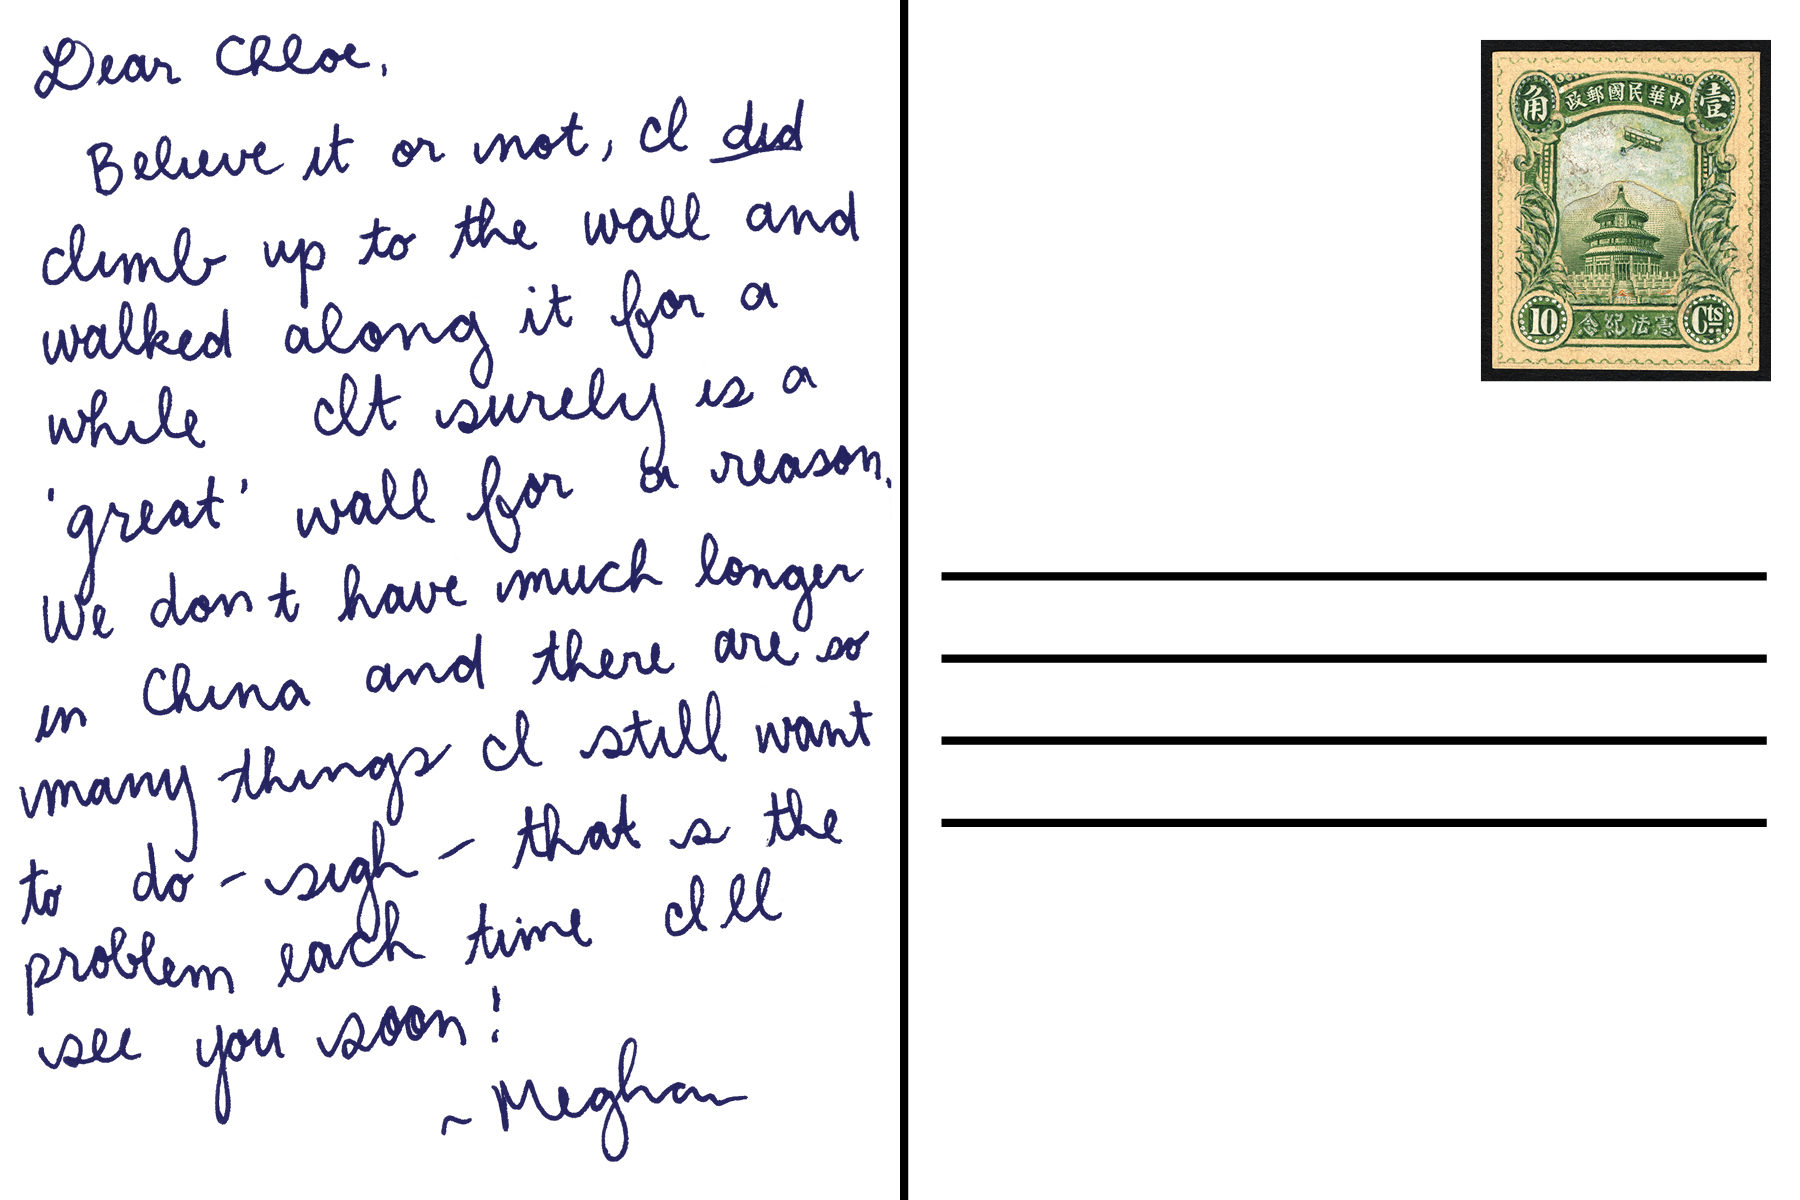 Dear Chloe,
Believe it or not, I did
climb up to the wall and
walked along it for a
while It surely is a
'great' wall for a reason.
We don t have much longer
in China and there are so
many things I still want
to do - sigh - that s the
problem each time I ll
see you soon!
~ Meghan
政郵國民華中
角
壹
10
念紀法憲
Cts